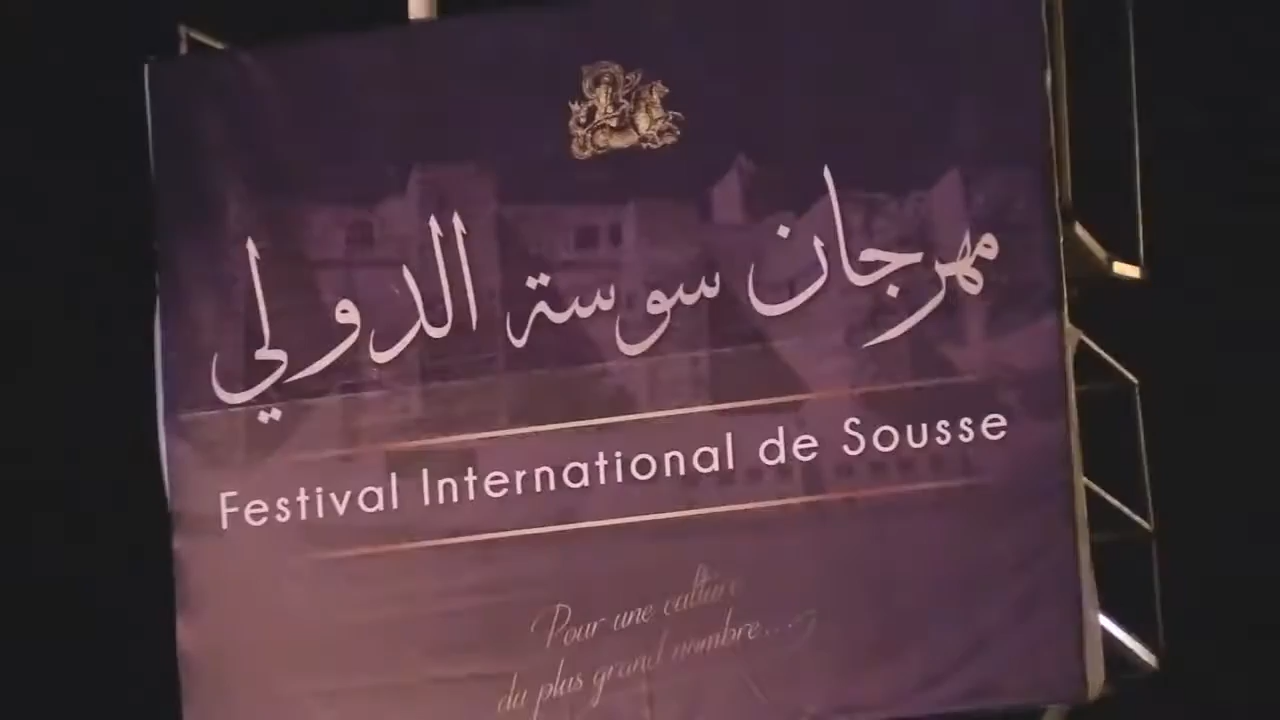 مهرجان سوسة الدولي
Festival International de Sousse
Pour une culture
du plus grand nombre...